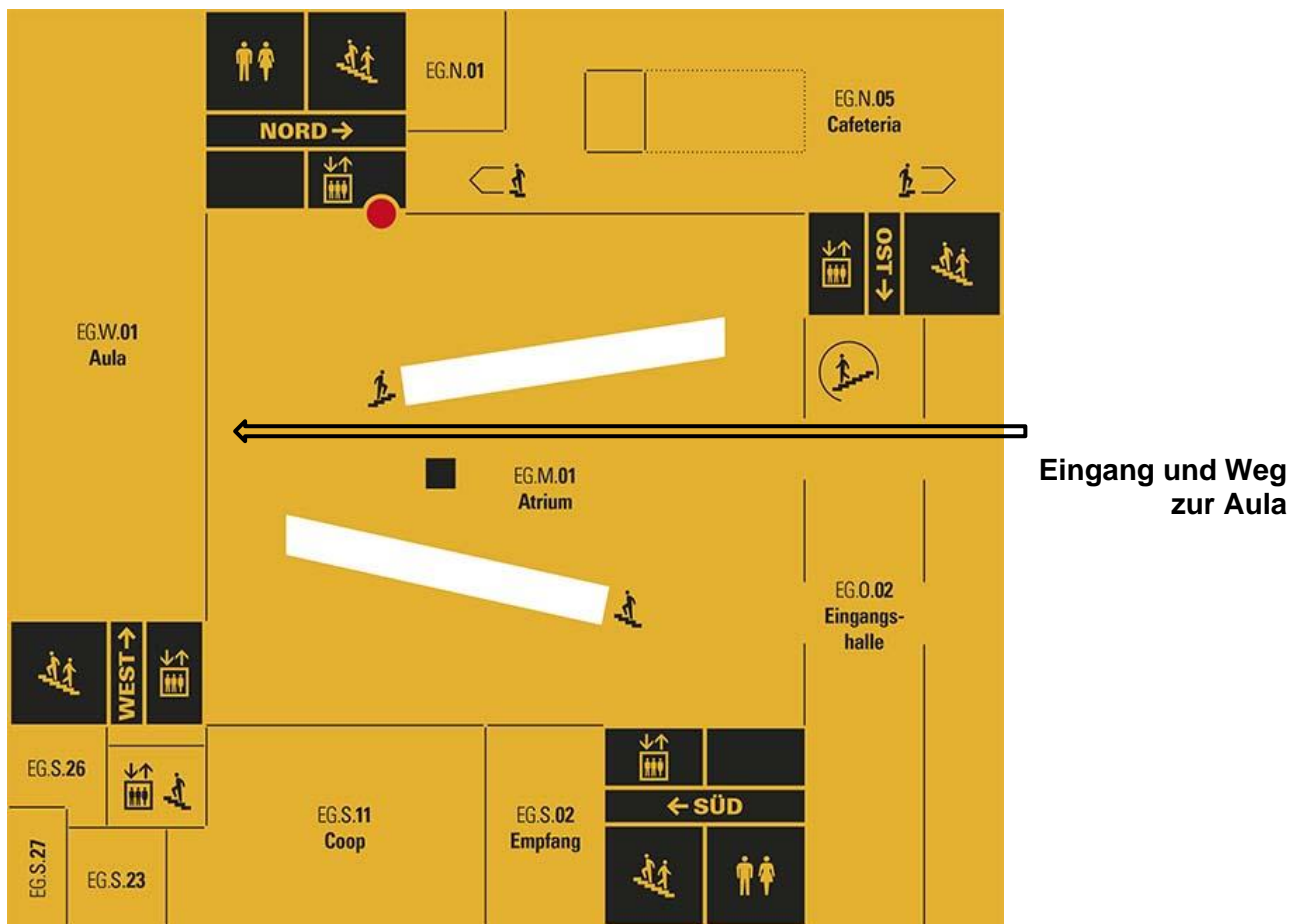 EG.N.01
NORD→
EG.N.05
Cafeteria
OST→
EG.W.01
Aula
Eingang und Weg
zur Aula
EG.M.01
Atrium
EG.O.02
Eingangs-
halle
WEST→
EG.S.26
EG.S.27
EG.S.23
EG.S.11
Coop
EG.S.02
Empfang
←SÜD